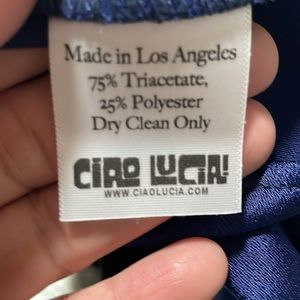 Made in Los Angeles
75% Triacetate,
25% Polyester
Dry Clean Only
CIAO LUCIA!
WWW.CIAOLUCIA.COM